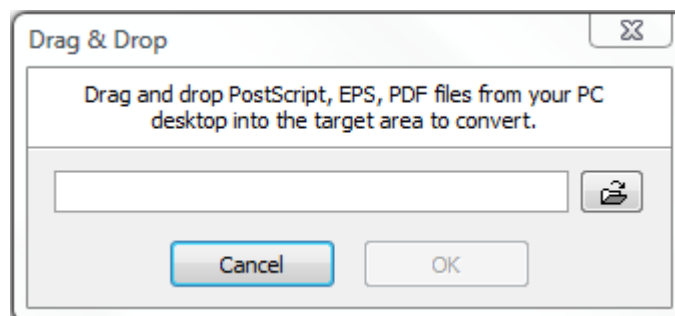 Drag & Drop
Drag and drop PostScript, EPS, PDF files from your PC
desktop into the target area to convert.
Cancel OK